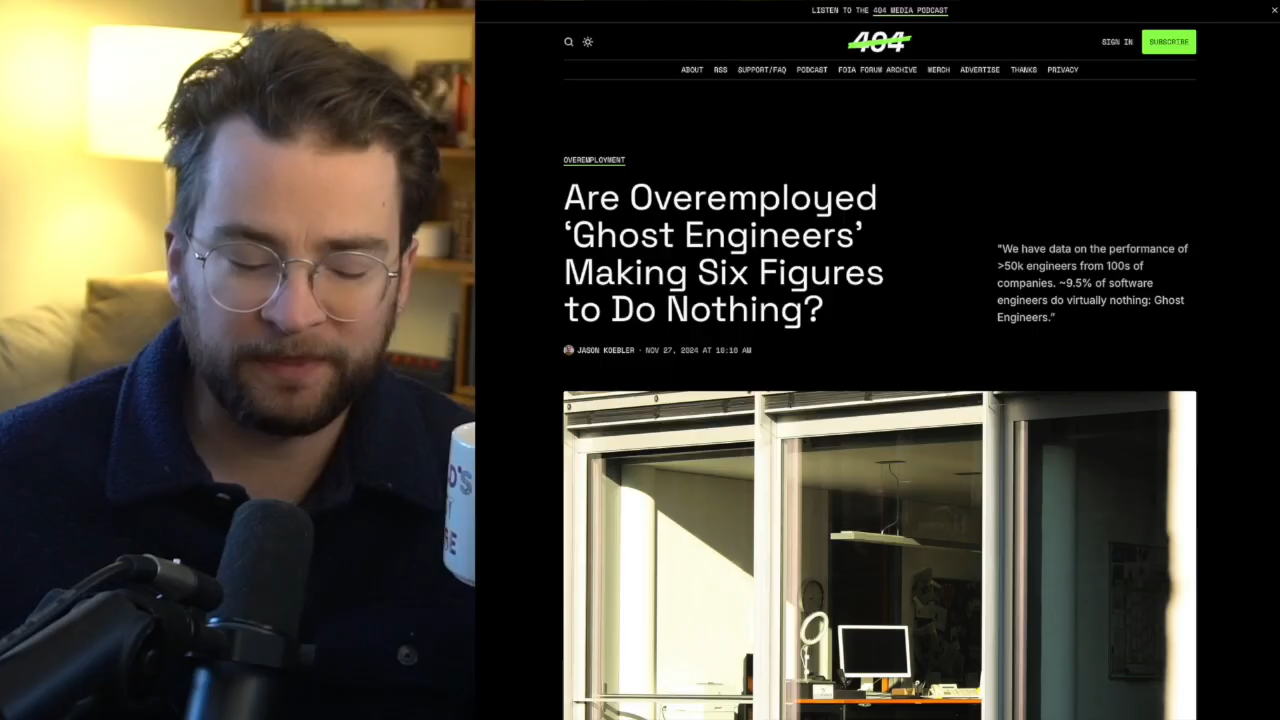 LISTEN TO THE 404 MEDIA PODCAST
404
SIGN IN
SUBSCRIBE
ABOUT RSS SUPPORT/FAQ PODCAST FOIA FORUM ARCHIVE MERCH ADVERTISE THANKS PRIVACY
OVEREMPLOYMENT
Are Overemployed
‘Ghost Engineers’
Making Six Figures
to Do Nothing?
"We have data on the performance of
>50k engineers from 100s of
companies. ~9.5% of software
engineers do virtually nothing: Ghost
Engineers."
JASON KOEBLER · NOV 27, 2024 AT 10:10 AM